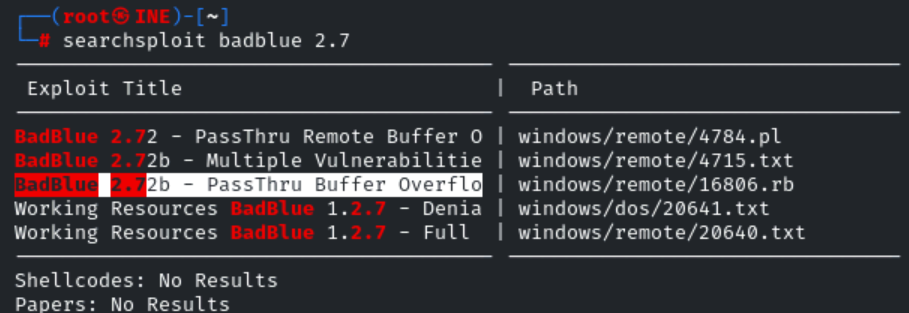 (root㉿INE)-[~]
# searchsploit badblue 2.7
Exploit Title | Path
BadBlue 2.72 - PassThru Remote Buffer O | windows/remote/4784.pl
BadBlue 2.72b - Multiple Vulnerabilitie | windows/remote/4715.txt
BadBlue 2.72b - PassThru Buffer Overflo | windows/remote/16806.rb
Working Resources BadBlue 1.2.7 - Denia | windows/dos/20641.txt
Working Resources BadBlue 1.2.7 - Full | windows/remote/20640.txt
Shellcodes: No Results
Papers: No Results